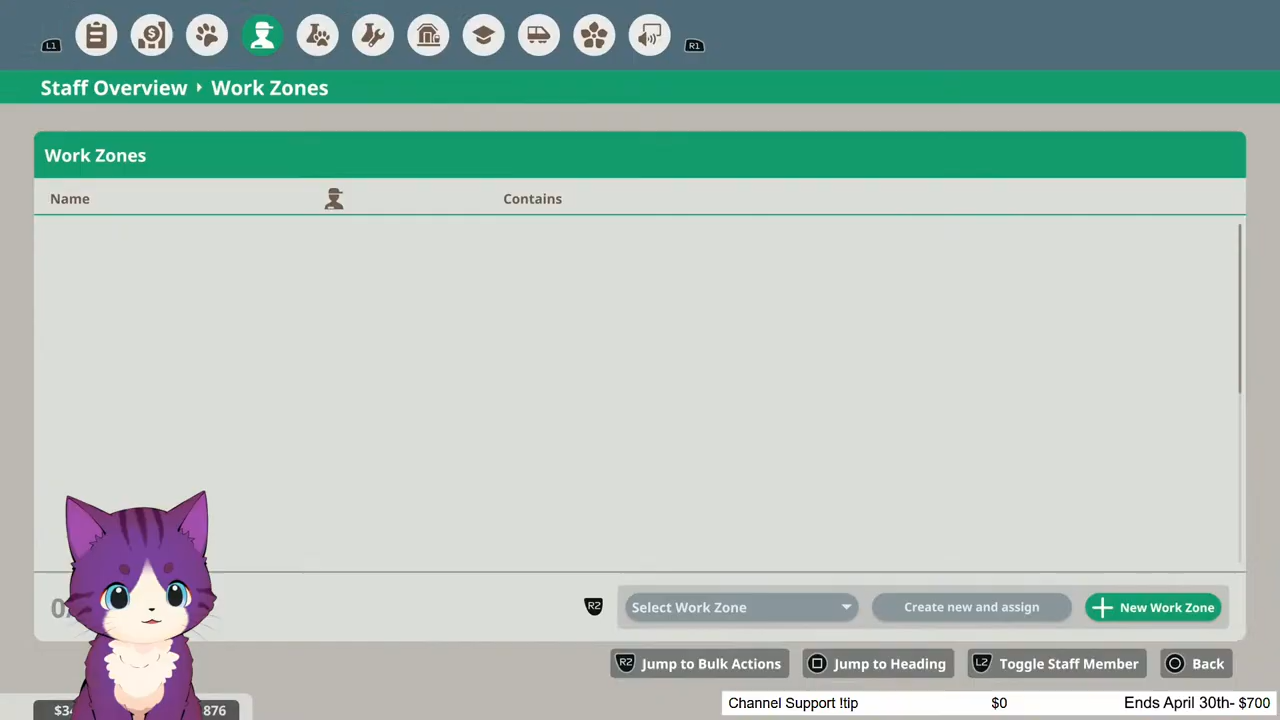 L1
R1
Staff Overview Work Zones
Work Zones
Name
Contains
R2
Select Work Zone
Create new and assign
New Work Zone
R2 Jump to Bulk Actions
Jump to Heading
L2 Toggle Staff Member
Back
876
Channel Support !tip
$0
Ends April 30th- $700